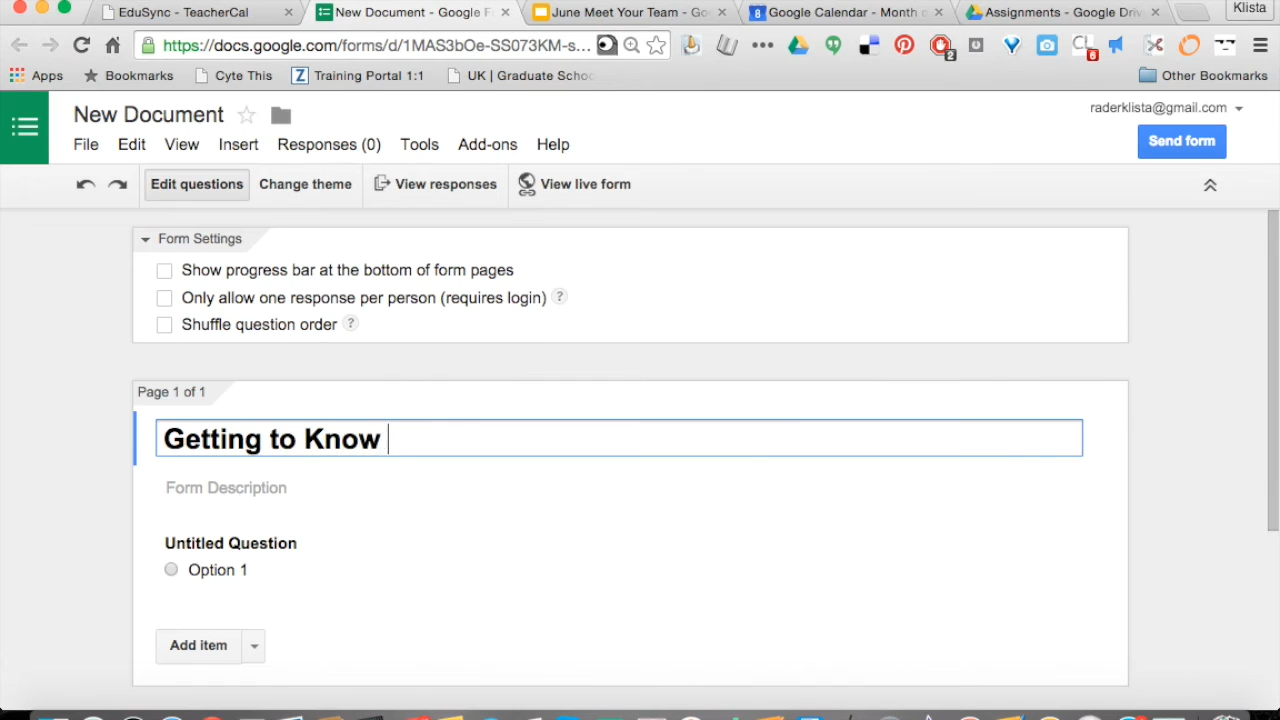 Klista
EduSync - TeacherCal
New Document - Google F
June Meet Your Team - Go
8 Google Calendar - Month o
Assignments - Google Driv
https://docs.google.com/forms/d/1MAS3bOe-SS073KM-s...
2
6
Apps
Bookmarks
Cyte This
Z Training Portal 1:1
UK | Graduate Schoo
Other Bookmarks
New Document
raderklista@gmail.com
File Edit View Insert Responses (0) Tools Add-ons Help
Send form
Edit questions Change theme View responses View live form
Form Settings
Show progress bar at the bottom of form pages
Only allow one response per person (requires login) ?
Shuffle question order ?
Page 1 of 1
Getting to Know
Form Description
Untitled Question
Option 1
Add item